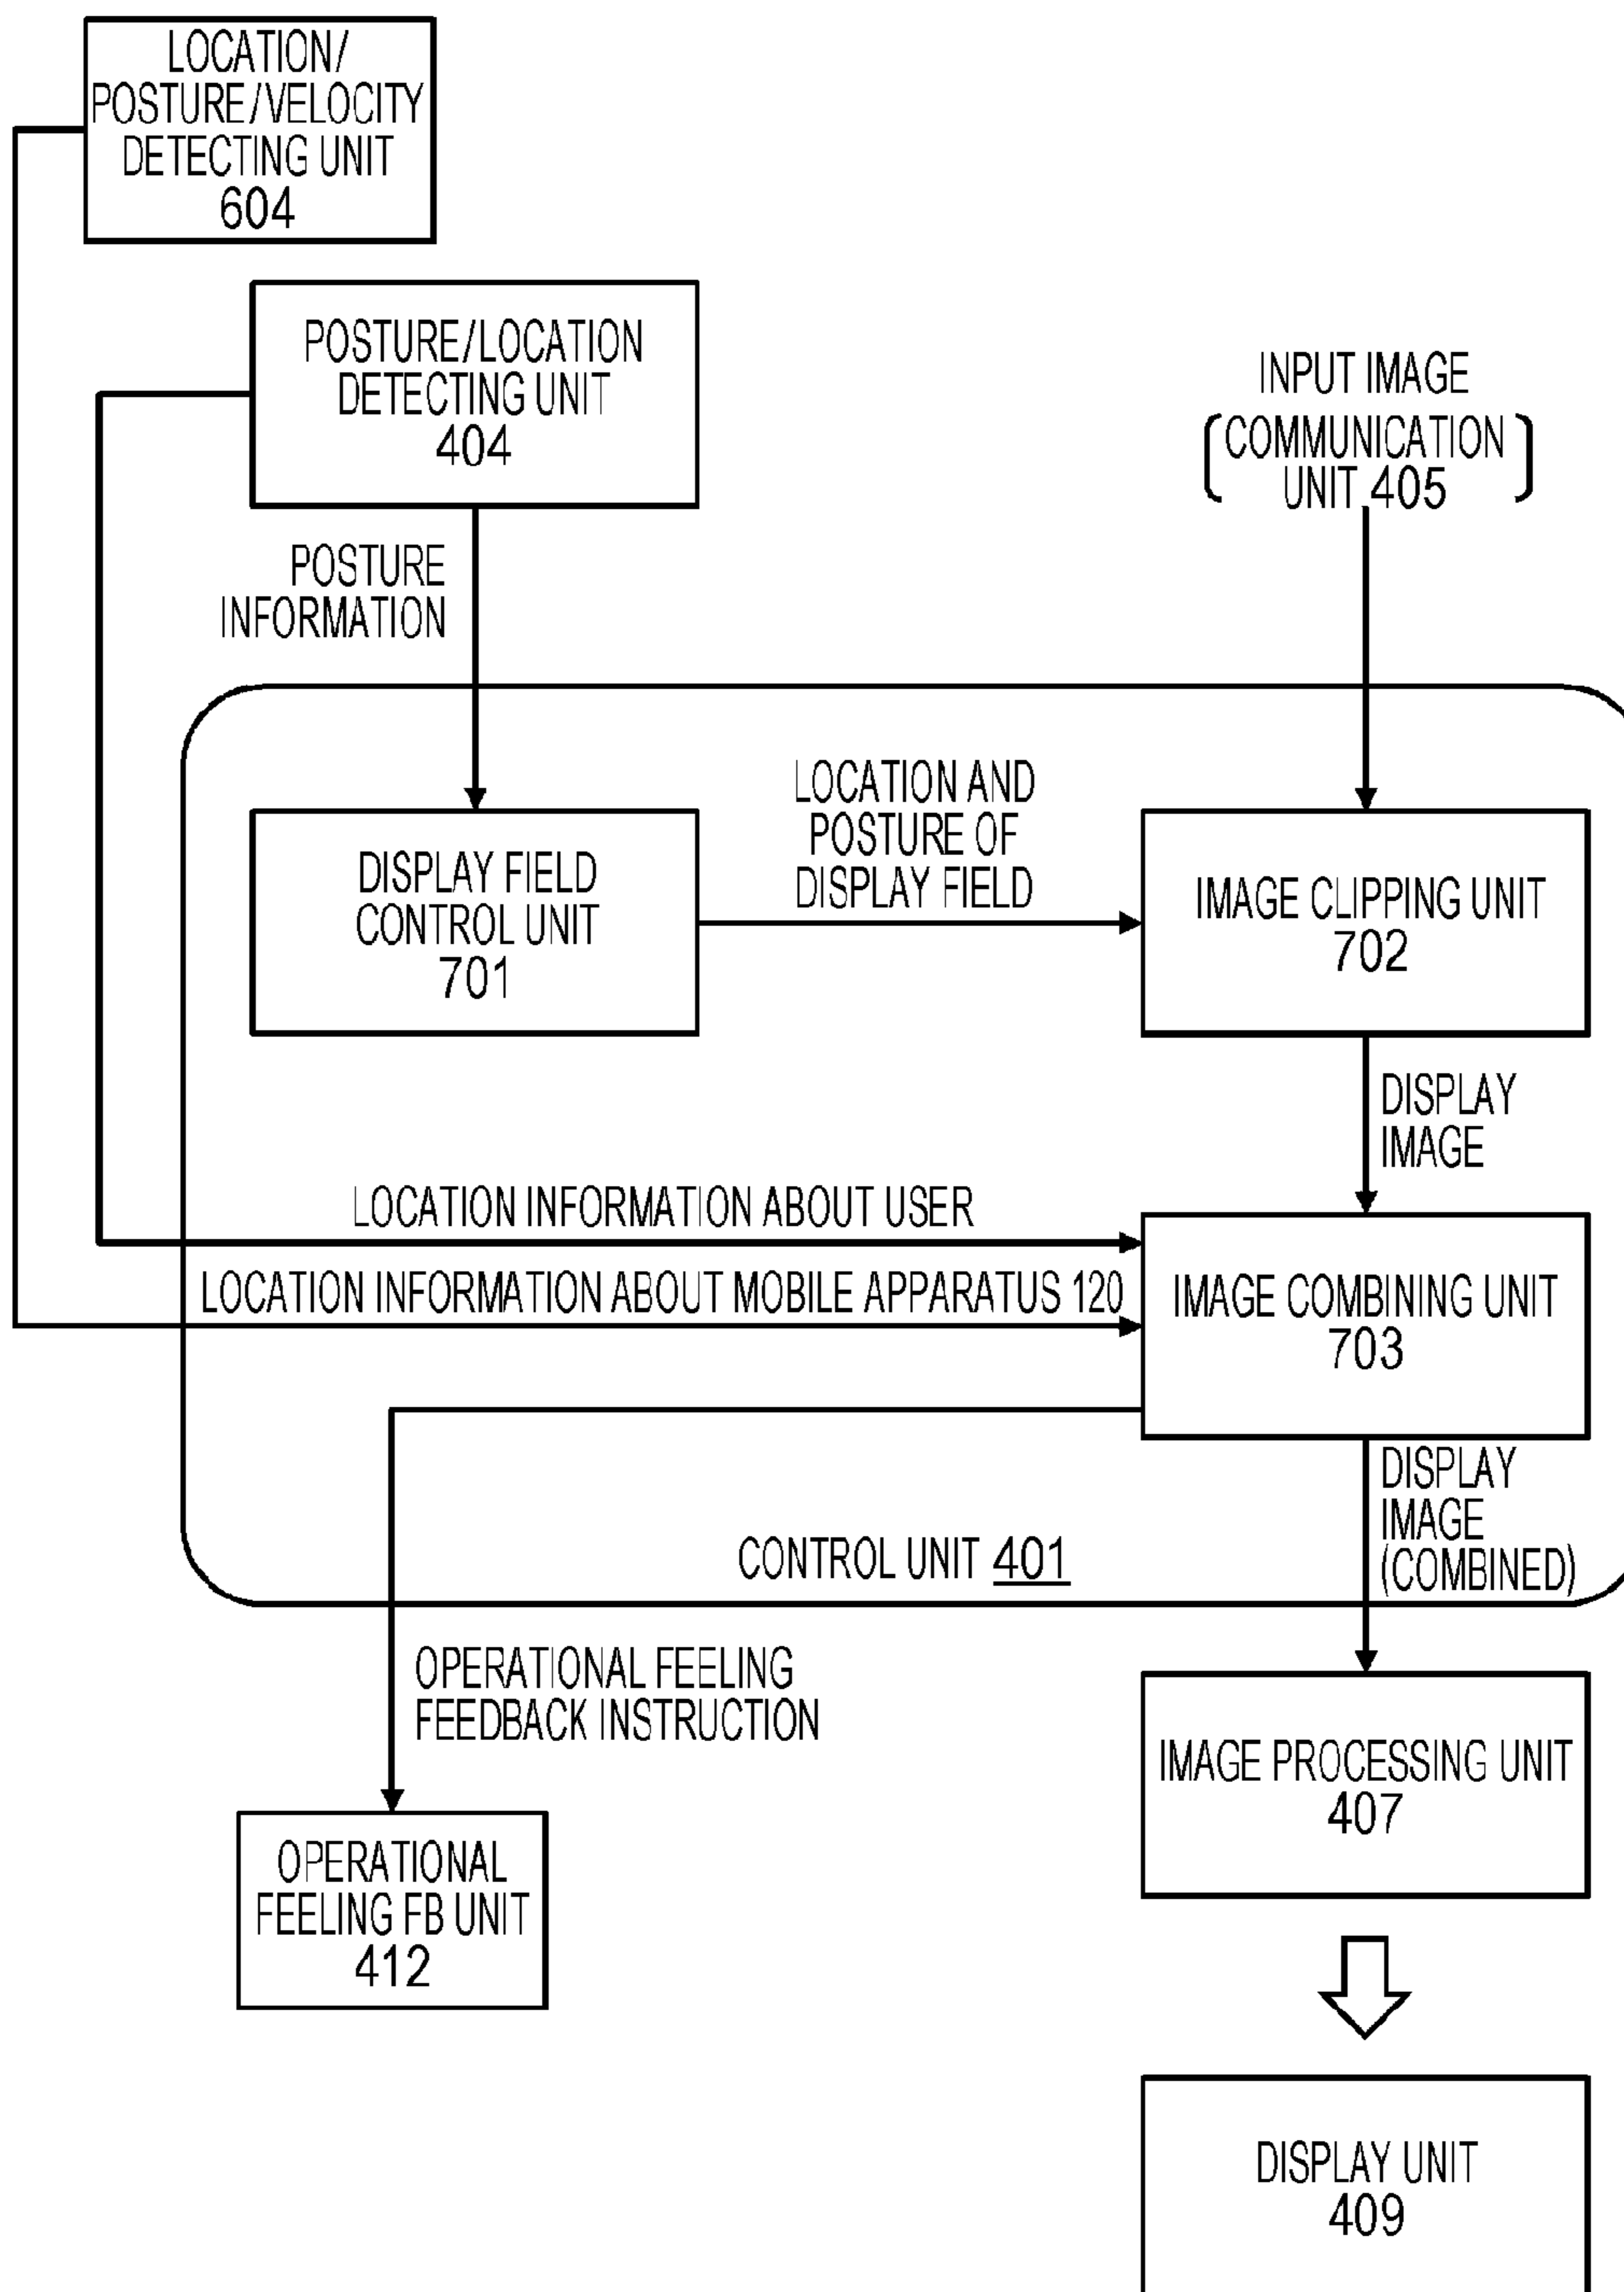 LOCATION/
POSTURE/VELOCITY
DETECTING UNIT
604
POSTURE/LOCATION
DETECTING UNIT
404
INPUT IMAGE
COMMUNICATION
UNIT 405
POSTURE
INFORMATION
LOCATION AND
POSTURE OF
DISPLAY FIELD
DISPLAY FIELD
CONTROL UNIT
701
IMAGE CLIPPING UNIT
702
DISPLAY
IMAGE
LOCATION INFORMATION ABOUT USER
LOCATION INFORMATION ABOUT MOBILE APPARATUS 120
IMAGE COMBINING UNIT
703
DISPLAY
IMAGE
(COMBINED)
CONTROL UNIT 401
OPERATIONAL FEELING
FEEDBACK INSTRUCTION
IMAGE PROCESSING UNIT
407
OPERATIONAL
FEELING FB UNIT
412
DISPLAY UNIT
409